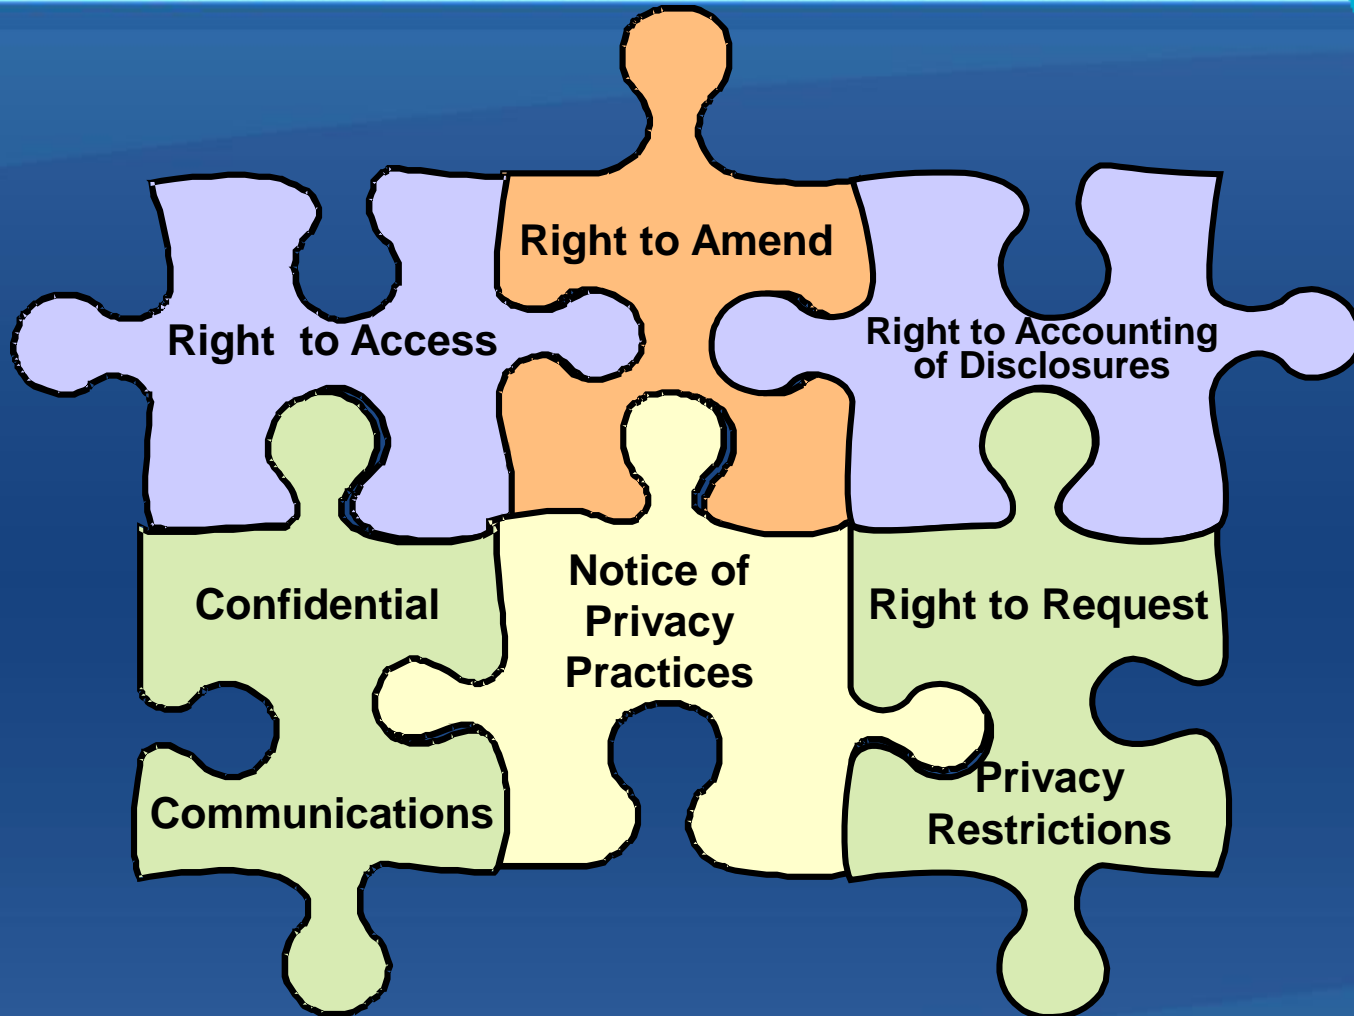 Right to Amend
Right  to Access
Right to Accounting
of Disclosures
Confidential
Communications
Notice of
Privacy
Practices
Right to Request
Privacy
Restrictions